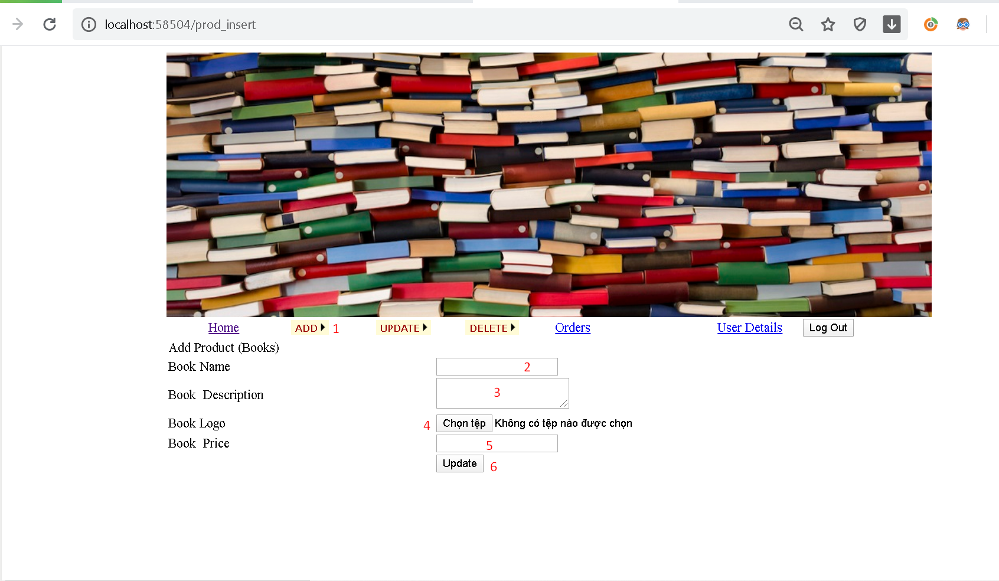 localhost:58504/prod_insert
Home ADD 1 UPDATE DELETE Orders User Details Log Out
Add Product (Books)
Book Name 2
Book Description 3
Book Logo 4 Chọn tệp Không có tệp nào được chọn
Book Price 5
Update 6